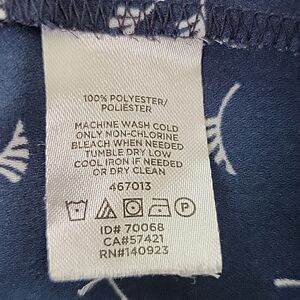 100% POLYESTER/
POLIÉSTER
MACHINE WASH COLD
ONLY NON-CHLORINE
BLEACH WHEN NEEDED
TUMBLE DRY LOW
COOL IRON IF NEEDED
OR DRY CLEAN
467013
P
ID# 70068
CA#57421
RN#140923